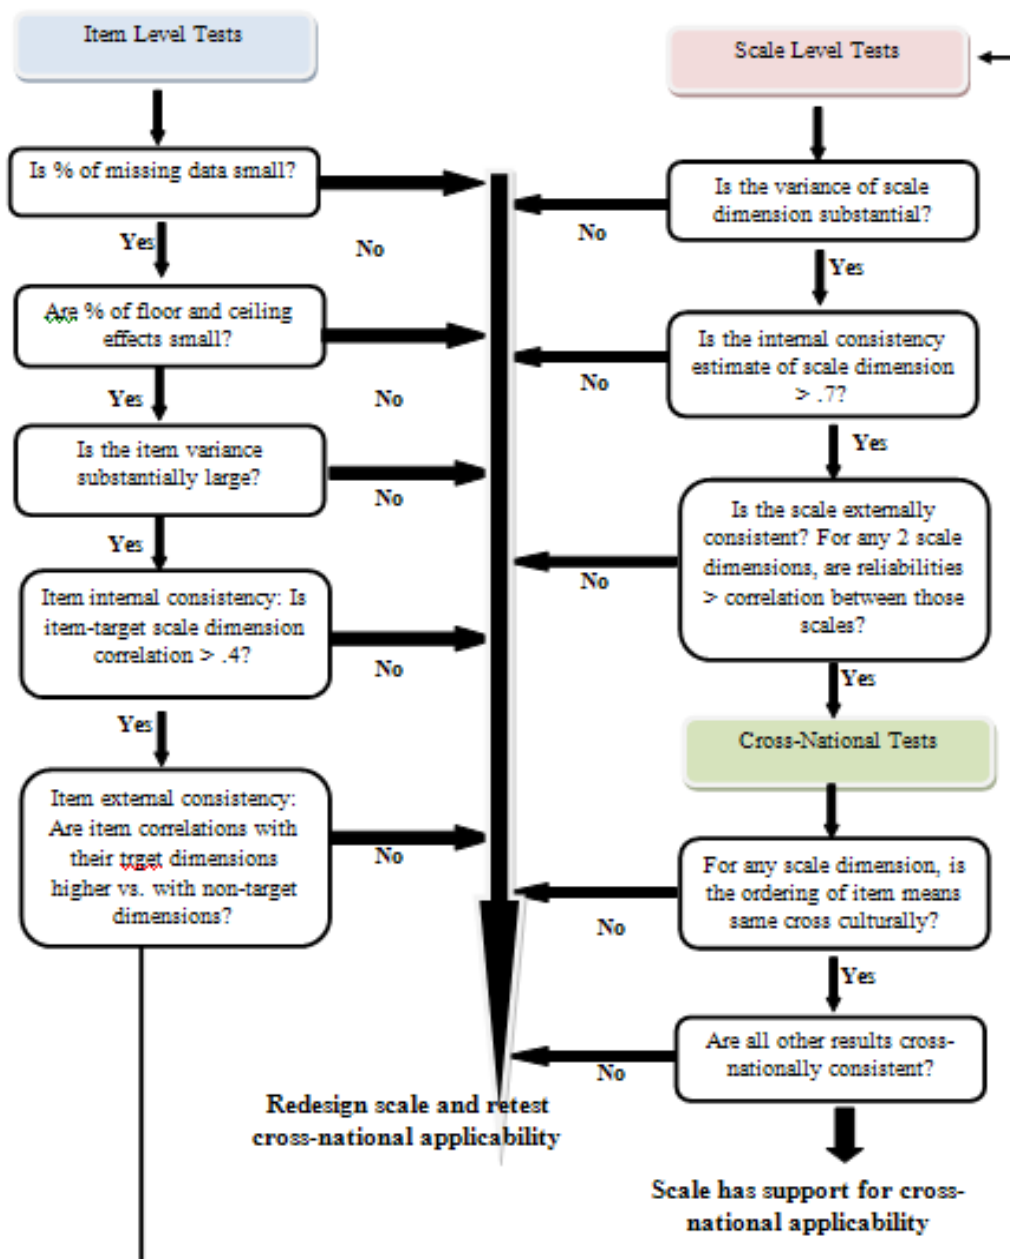 Item Level Tests
Is % of missing data small?
Yes
No
Are % of floor and ceiling
effects small?
Yes
No
Is the item variance
substantially large?
No
Yes
Item internal consistency: Is
item-target scale dimension
correlation > .4?
No
Yes
Item external consistency:
Are item correlations with
their trget dimensions
higher vs. with non-target
dimensions?
No
Redesign scale and retest
cross-national applicability
Scale Level Tests
Is the variance of scale
dimension substantial?
No
Yes
Is the internal consistency
estimate of scale dimension
> .7?
No
Yes
Is the scale externally
consistent? For any 2 scale
dimensions, are reliabilities
> correlation between those
scales?
No
Yes
Cross-National Tests
For any scale dimension, is
the ordering of item means
same cross culturally?
No
Yes
Are all other results cross-
nationally consistent?
No
Scale has support for cross-
national applicability